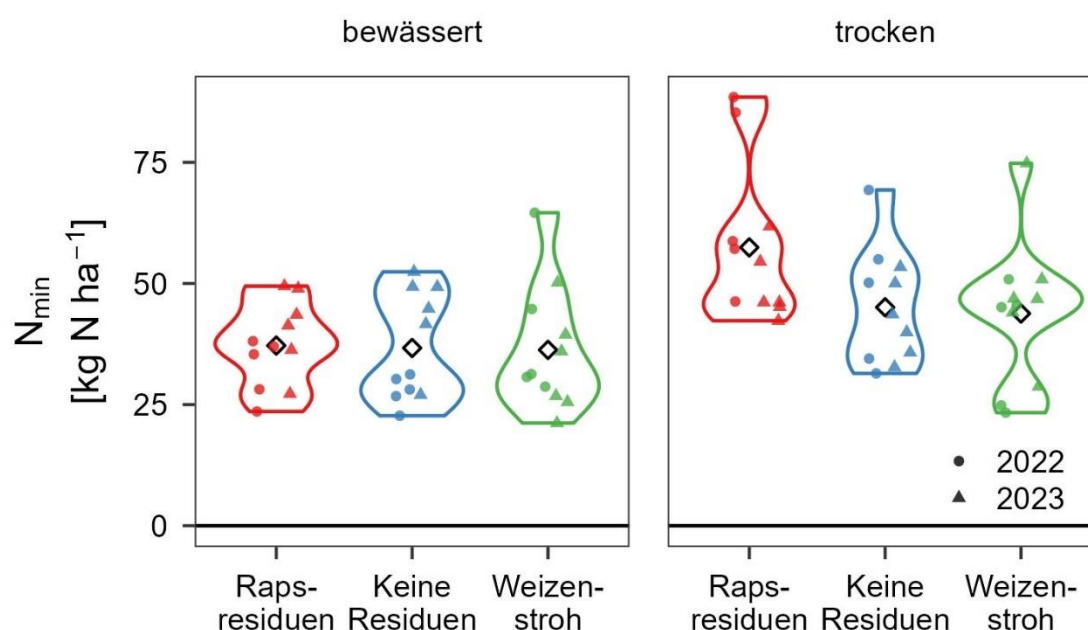 bewässert
trocken
N_min
[kg N ha⁻¹]
75
50
25
0
2022
2023
Raps-
residuen
Keine
Residuen
Weizen-
stroh
Raps-
residuen
Keine
Residuen
Weizen-
stroh